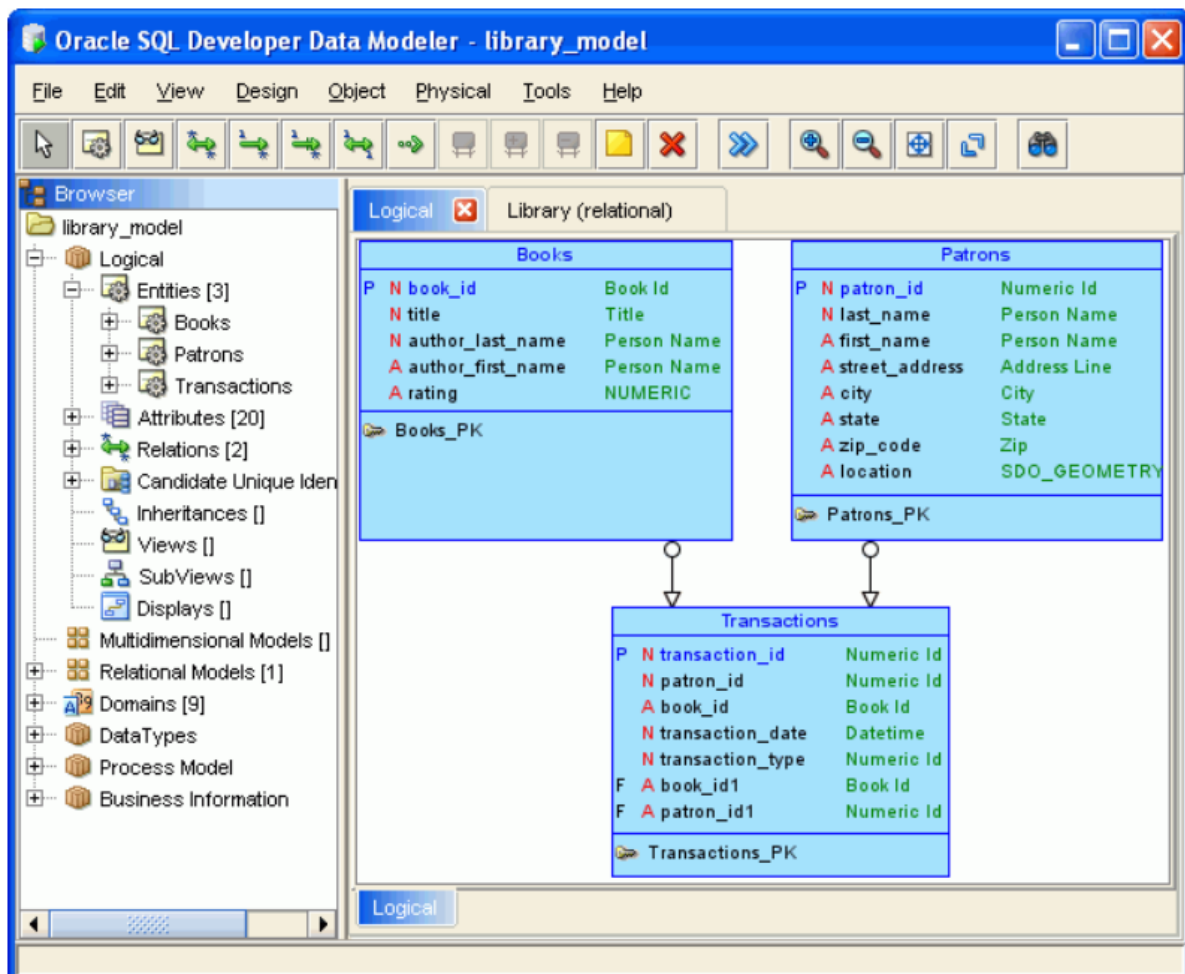 Oracle SQL Developer Data Modeler - library_model
File Edit View Design Object Physical Tools Help
Browser
library_model
Logical
Entities [3]
Books
Patrons
Transactions
Attributes [20]
Relations [2]
Candidate Unique Iden
Inheritances []
Views []
SubViews []
Displays []
Multidimensional Models []
Relational Models [1]
Domains [9]
DataTypes
Process Model
Business Information
Logical Library (relational)
Books
P N book_id Book Id
N title Title
N author_last_name Person Name
A author_first_name Person Name
A rating NUMERIC
Books_PK
Patrons
P N patron_id Numeric Id
N last_name Person Name
A first_name Person Name
A street_address Address Line
A city City
A state State
A zip_code Zip
A location SDO_GEOMETRY
Patrons_PK
Transactions
P N transaction_id Numeric Id
N patron_id Numeric Id
A book_id Book Id
N transaction_date Datetime
N transaction_type Numeric Id
F A book_id1 Book Id
F A patron_id1 Numeric Id
Transactions_PK
Logical